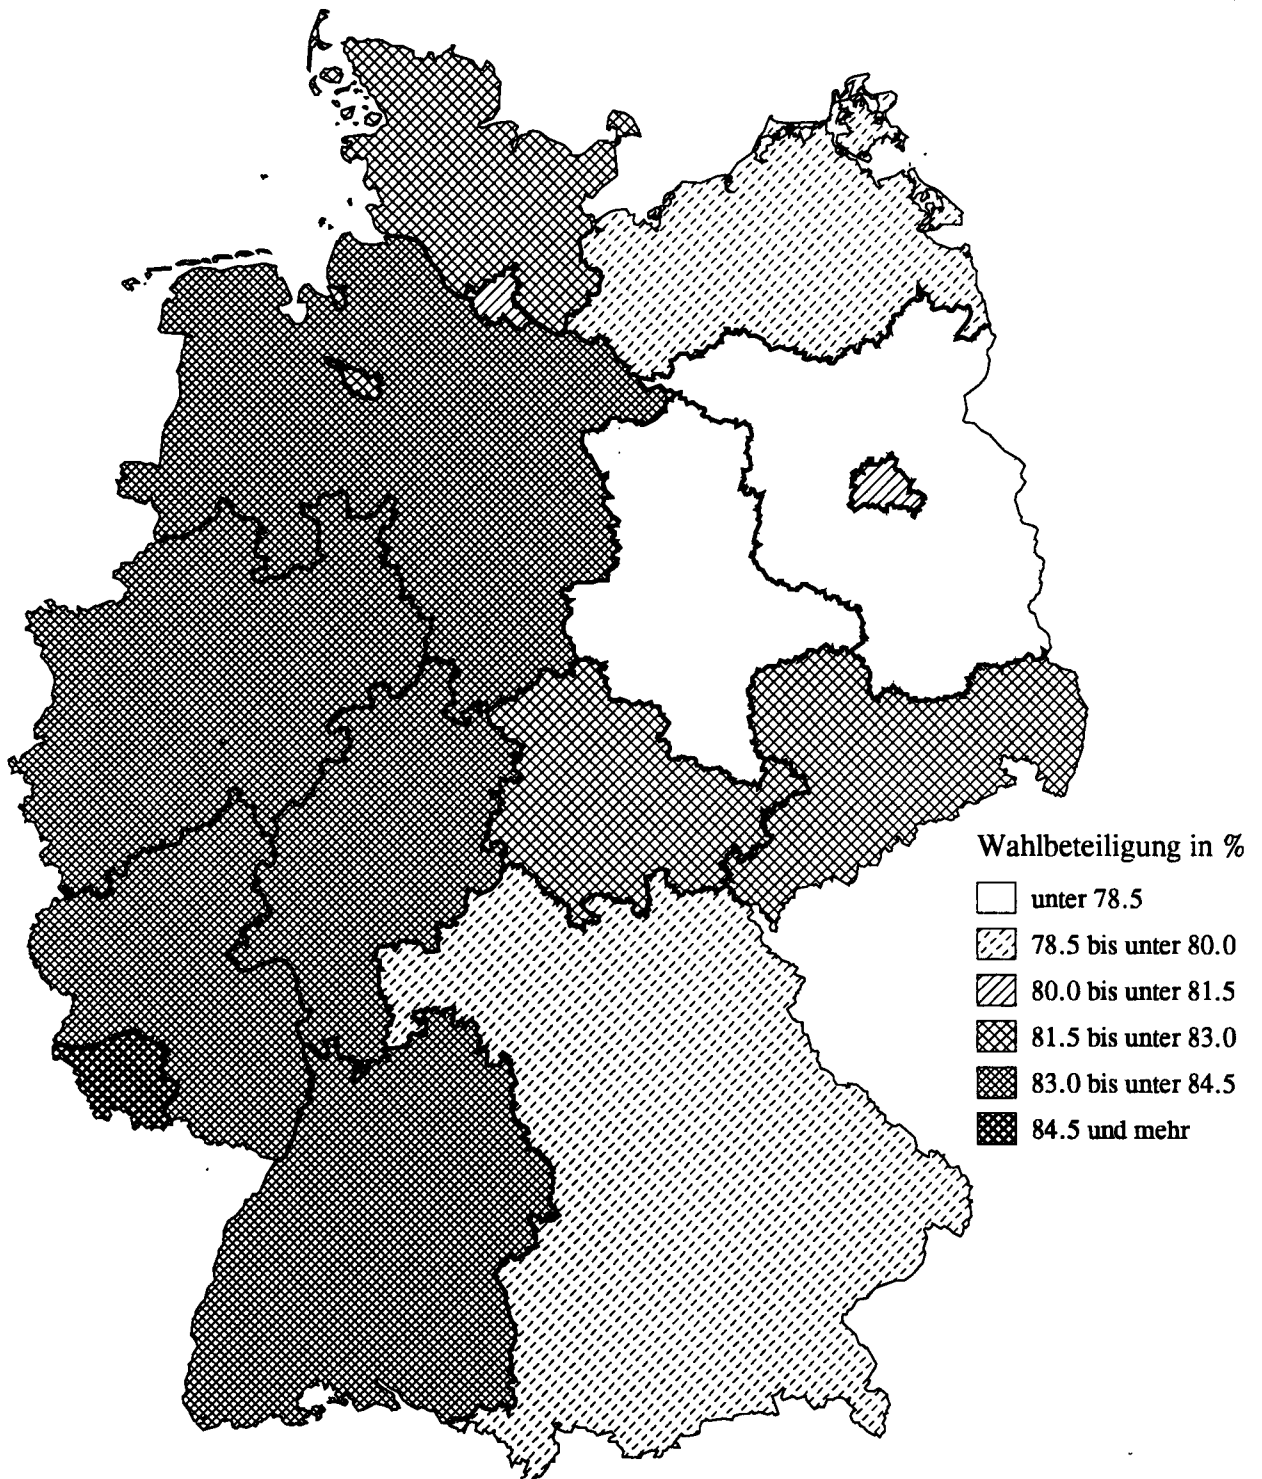 Wahlbeteiligung in %
unter 78.5
78.5 bis unter 80.0
80.0 bis unter 81.5
81.5 bis unter 83.0
83.0 bis unter 84.5
84.5 und mehr